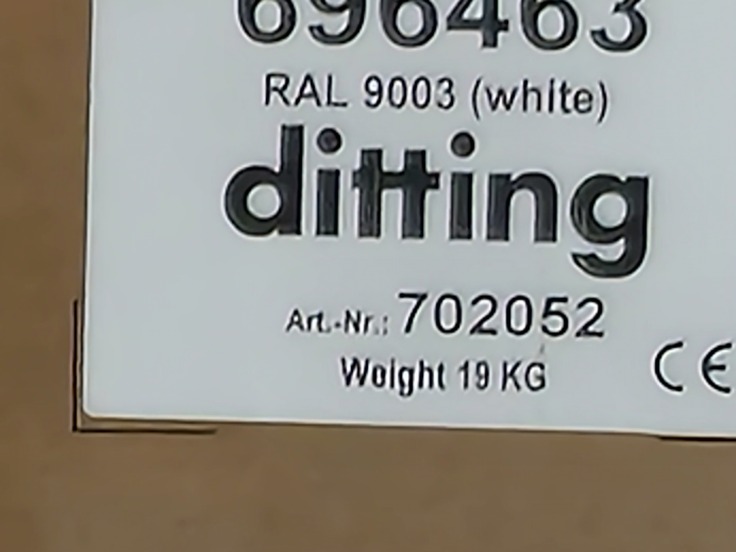 696463
RAL 9003 (white)
ditting
Art.-Nr.: 702052
Weight 19 KG
CE